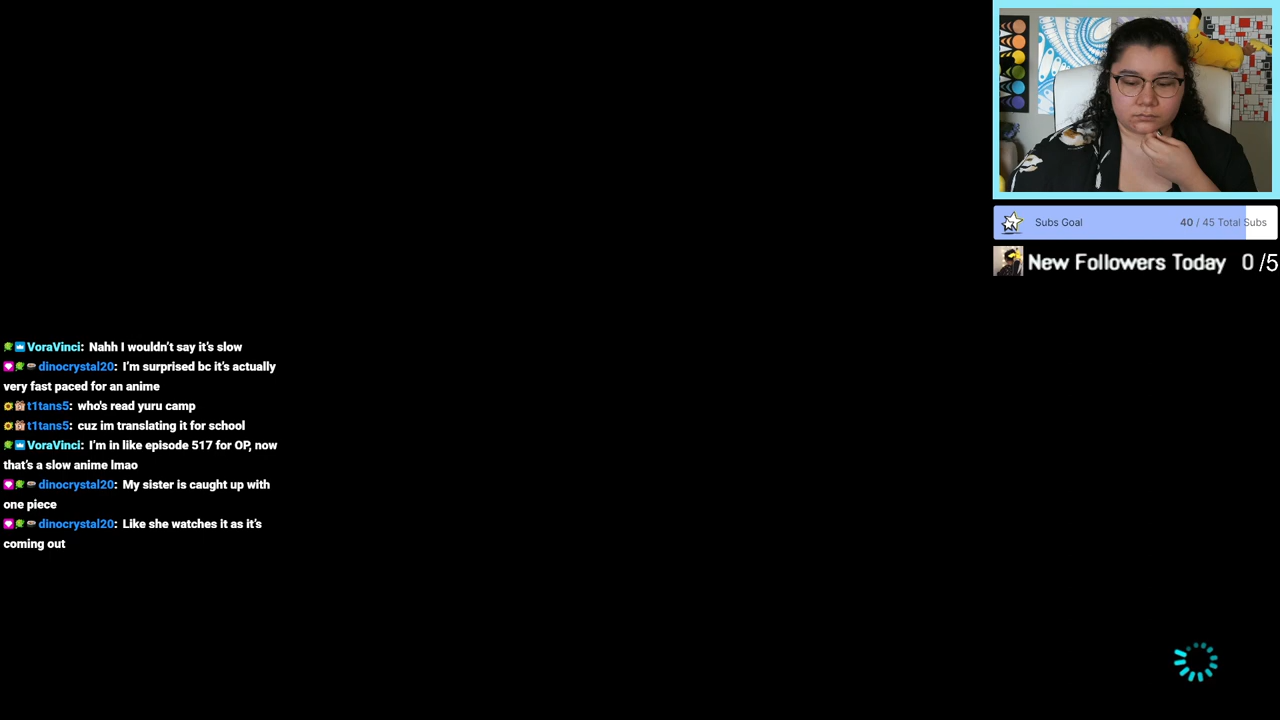 Subs Goal 40 / 45 Total Subs
New Followers Today 0 /5
VoraVinci: Nahh I wouldn't say it's slow
dinocrystal20: I'm surprised bc it's actually
very fast paced for an anime
t1tans5: who's read yuru camp
t1tans5: cuz im translating it for school
VoraVinci: I'm in like episode 517 for OP, now
that's a slow anime lmao
dinocrystal20: My sister is caught up with
one piece
dinocrystal20: Like she watches it as it's
coming out